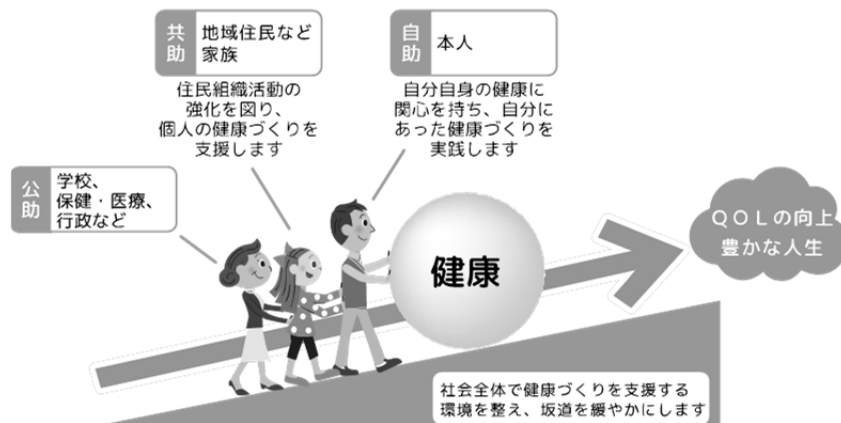 共助
地域住民など
家族
住民組織活動の
強化を図り、
個人の健康づくりを
支援します
自助
本人
自分自身の健康に
関心を持ち、自分に
あった健康づくりを
実践します
公助
学校、
保健・医療、
行政など
健康
QOLの向上
豊かな人生
社会全体で健康づくりを支援する
環境を整え、坂道を緩やかにします